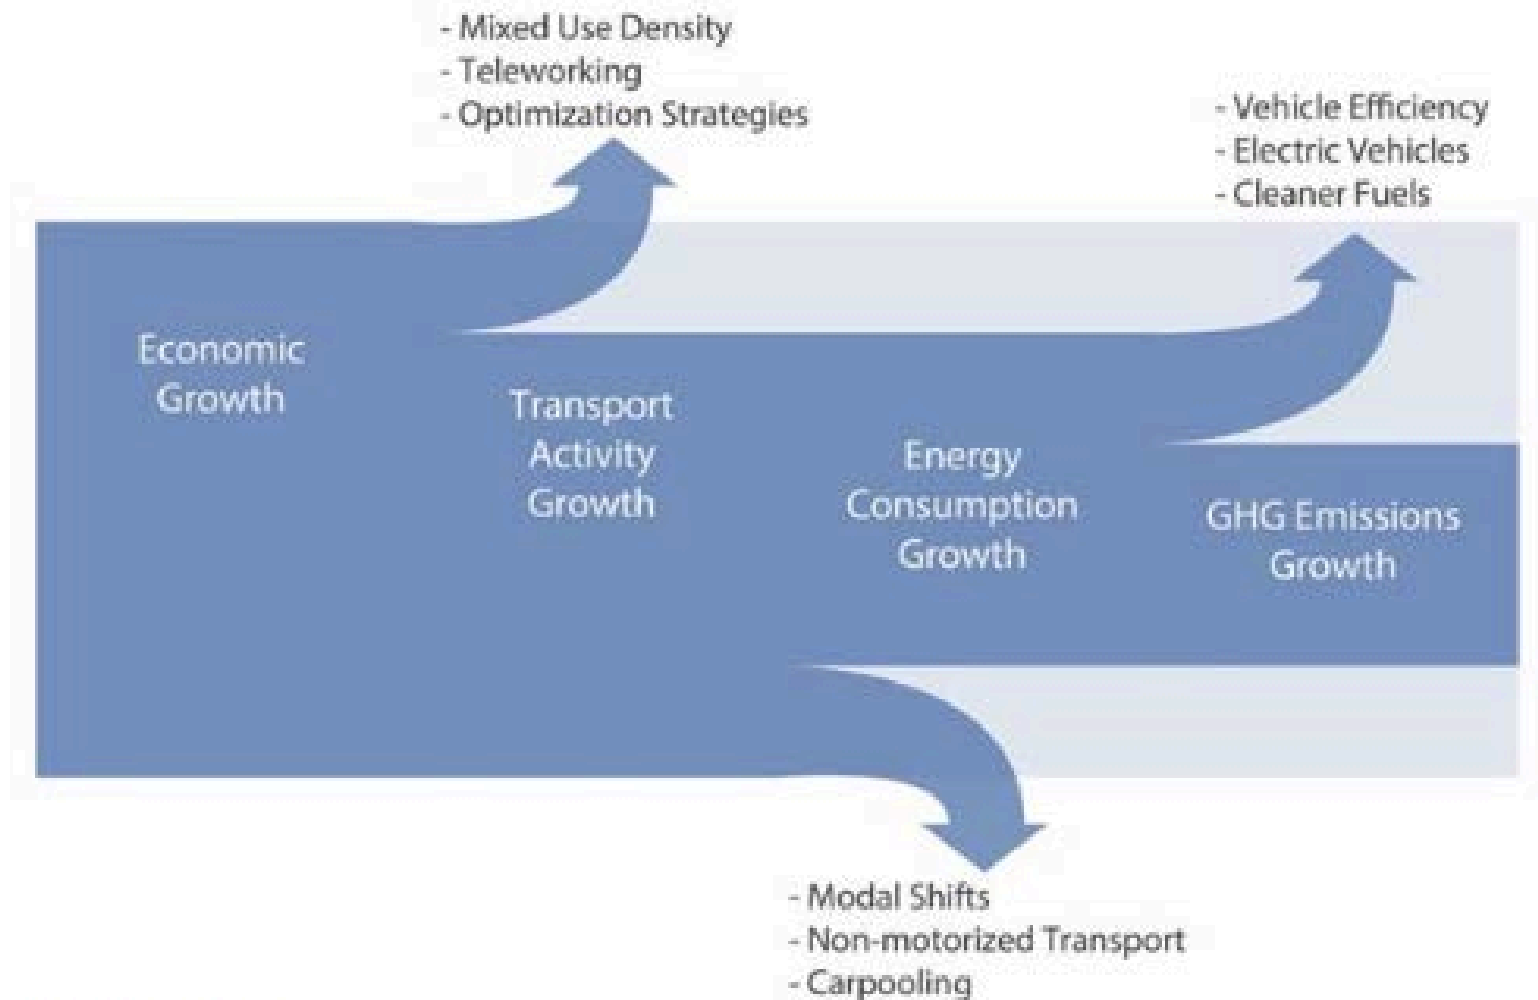 - Mixed Use Density
- Teleworking
- Optimization Strategies
- Vehicle Efficiency
- Electric Vehicles
- Cleaner Fuels
Economic
Growth
Transport
Activity
Growth
Energy
Consumption
Growth
GHG Emissions
Growth
- Modal Shifts
- Non-motorized Transport
- Carpooling